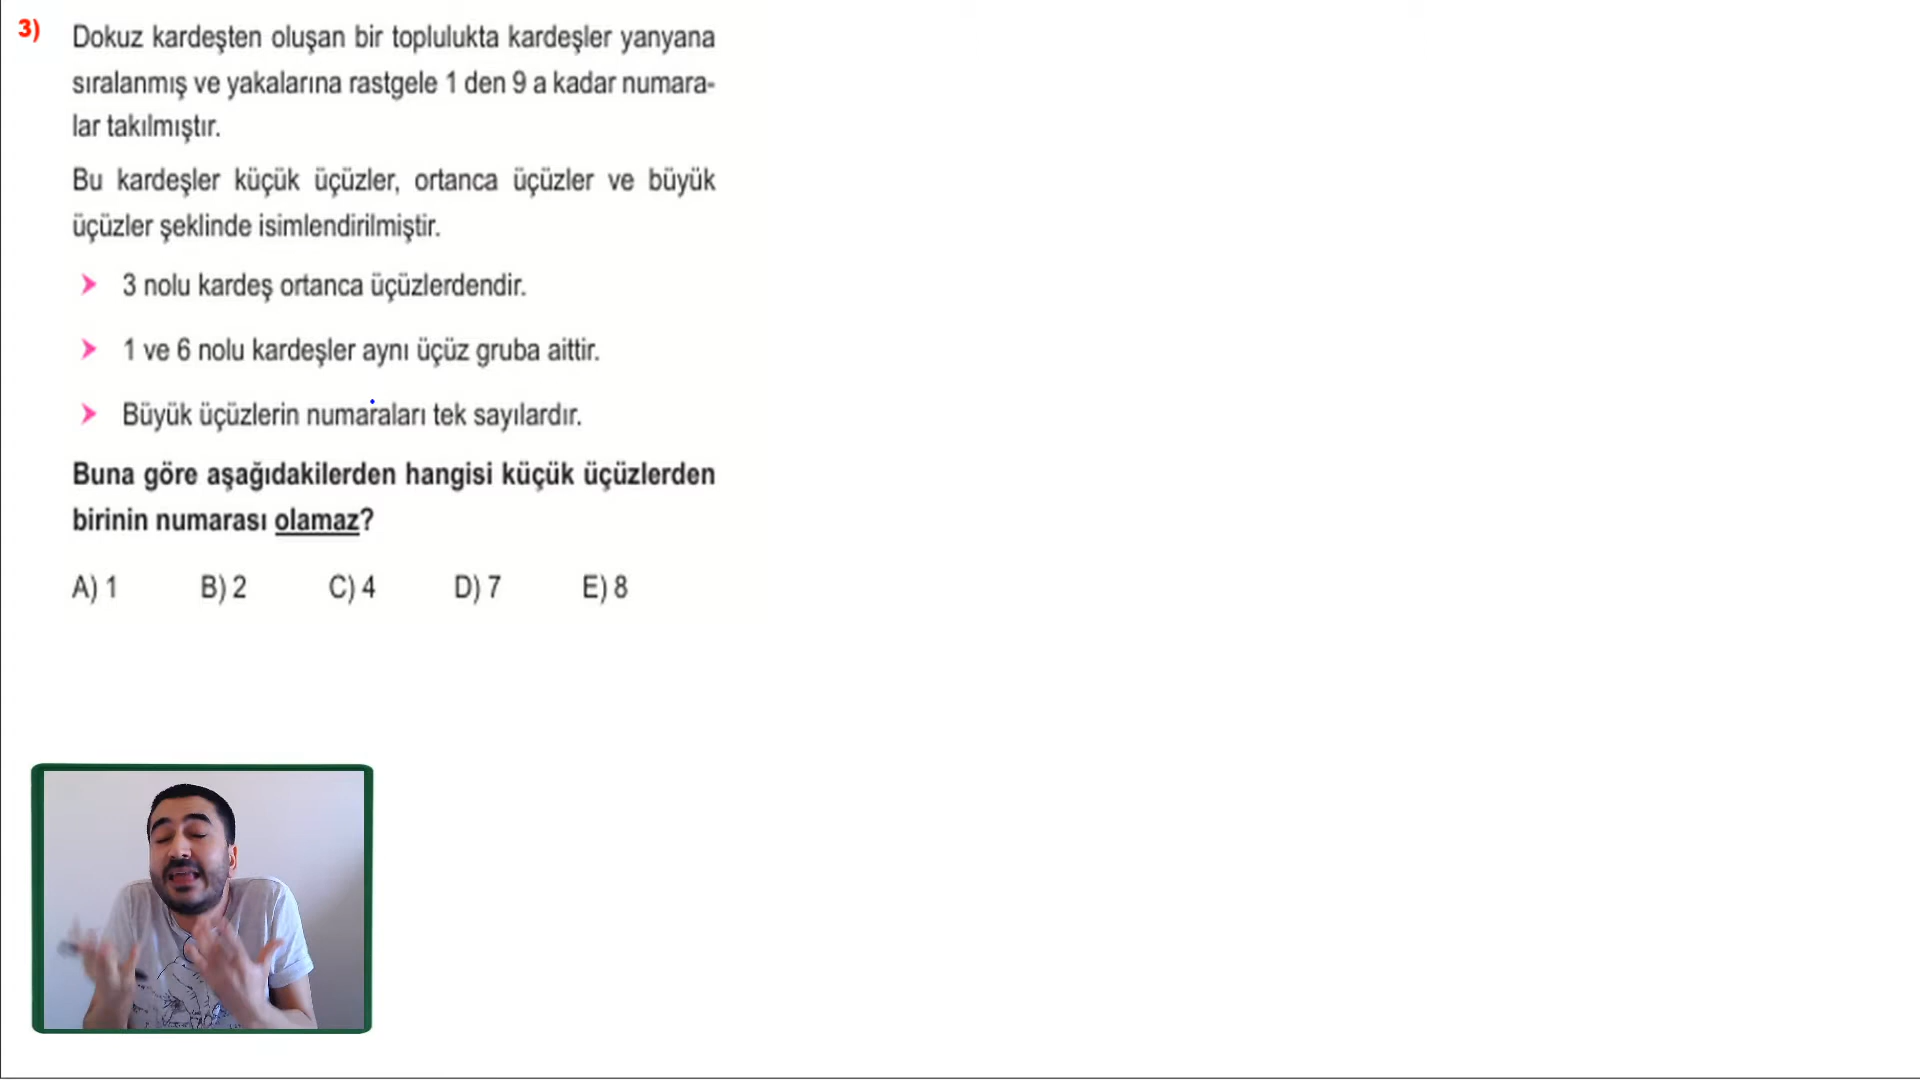 3)
Dokuz kardeşten oluşan bir toplulukta kardeşler yanyana
sıralanmış ve yakalarına rastgele 1 den 9 a kadar numara-
lar takılmıştır.
Bu kardeşler küçük üçüzler, ortanca üçüzler ve büyük
üçüzler şeklinde isimlendirilmiştir.
3 nolu kardeş ortanca üçüzlerdendir.
1 ve 6 nolu kardeşler aynı üçüz gruba aittir.
Büyük üçüzlerin numaraları tek sayılardır.
Buna göre aşağıdakilerden hangisi küçük üçüzlerden
birinin numarası olamaz?
A) 1 B) 2 C) 4 D) 7 E) 8